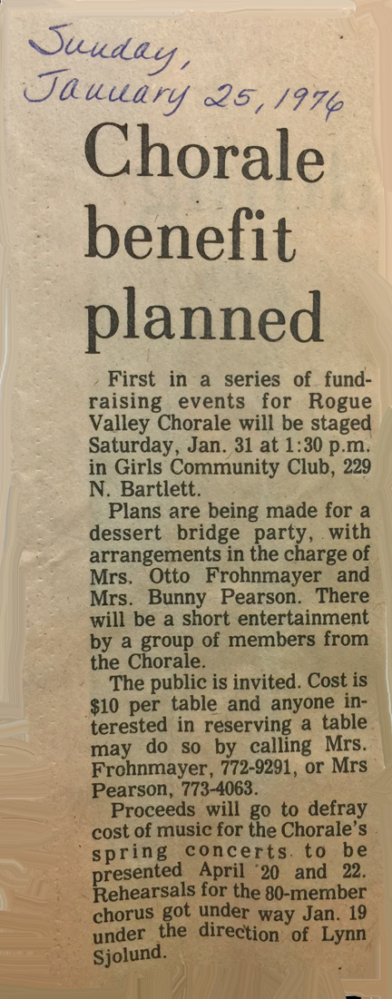 Sunday,
January 25, 1976
Chorale
benefit
planned
First in a series of fund-
raising events for Rogue
Valley Chorale will be staged
Saturday, Jan. 31 at 1:30 p.m.
in Girls Community Club, 229
N. Bartlett.
Plans are being made for a
dessert bridge party, with
arrangements in the charge of
Mrs. Otto Frohnmayer and
Mrs. Bunny Pearson. There
will be a short entertainment
by a group of members from
the Chorale.
The public is invited. Cost is
$10 per table and anyone in-
terested in reserving a table
may do so by calling Mrs.
Frohnmayer, 772-9291, or Mrs
Pearson, 773-4063.
Proceeds will go to defray
cost of music for the Chorale's
spring concerts to be
presented April 20 and 22.
Rehearsals for the 80-member
chorus got under way Jan. 19
under the direction of Lynn
Sjolund.